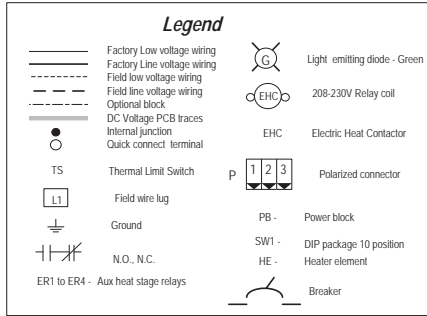 Legend
Factory Low voltage wiring
Factory Line voltage wiring
Field low voltage wiring
Field line voltage wiring
Optional block
DC Voltage PCB traces
Internal junction
Quick connect terminal
TS Thermal Limit Switch
L1 Field wire lug
Ground
N.O., N.C.
ER1 to ER4 - Aux heat stage relays
G Light emitting diode - Green
EHC 208-230V Relay coil
EHC Electric Heat Contactor
P 1 2 3 Polarized connector
PB - Power block
SW1 - DIP package 10 position
HE - Heater element
Breaker